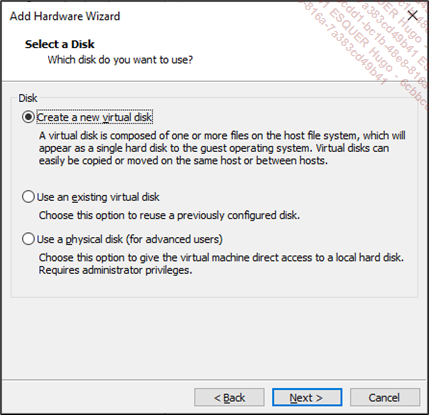 Add Hardware Wizard
Select a Disk
Which disk do you want to use?
Disk
Create a new virtual disk
A virtual disk is composed of one or more files on the host file system, which will
appear as a single hard disk to the guest operating system. Virtual disks can
easily be copied or moved on the same host or between hosts.
Use an existing virtual disk
Choose this option to reuse a previously configured disk.
Use a physical disk (for advanced users)
Choose this option to give the virtual machine direct access to a local hard disk.
Requires administrator privileges.
< Back
Next >
Cancel